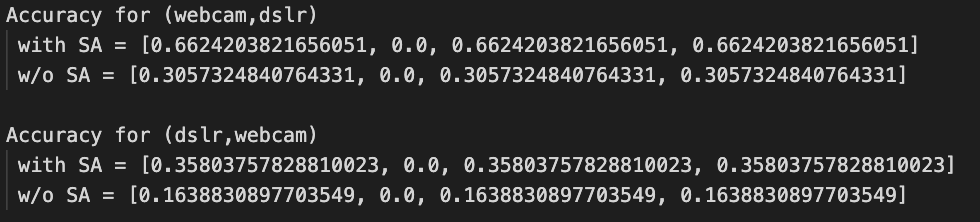 Accuracy for (webcam,dslr)
with SA = [0.6624203821656051, 0.0, 0.6624203821656051, 0.6624203821656051]
w/o SA = [0.3057324840764331, 0.0, 0.3057324840764331, 0.3057324840764331]
Accuracy for (dslr,webcam)
with SA = [0.35803757828810023, 0.0, 0.35803757828810023, 0.35803757828810023]
w/o SA = [0.1638830897703549, 0.0, 0.1638830897703549, 0.1638830897703549]